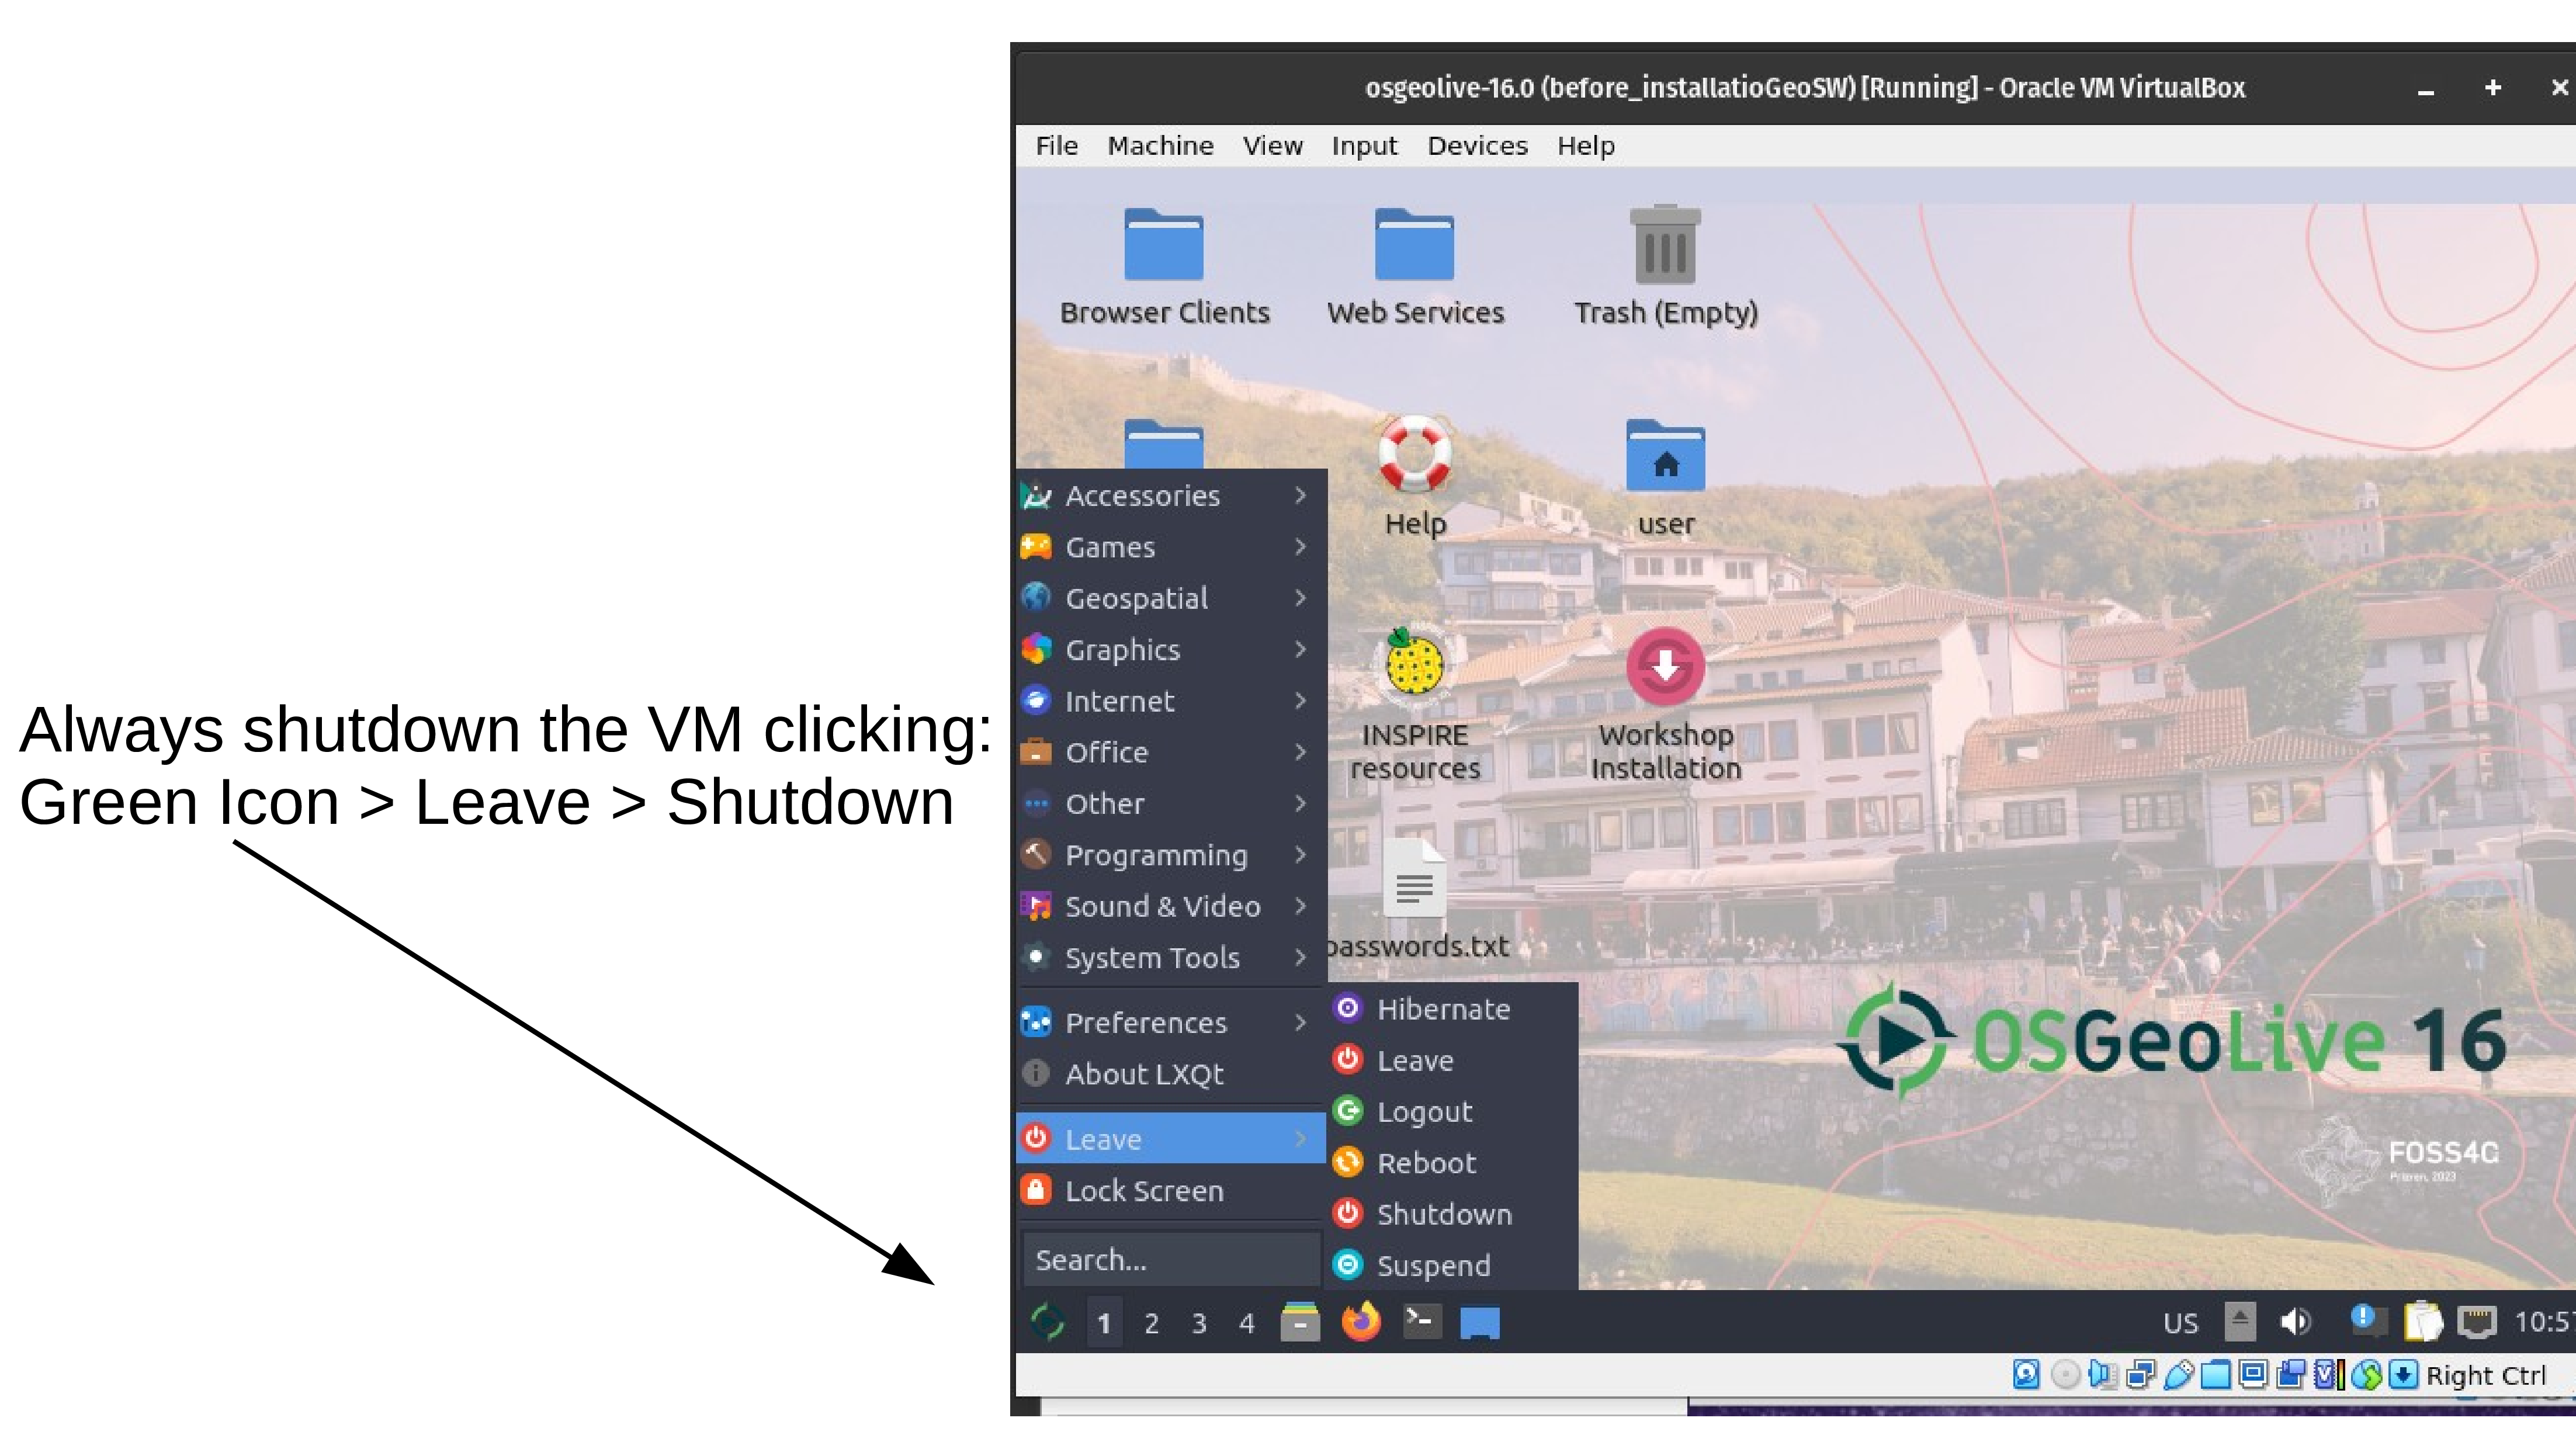 osgeolive-16.0 (before_installatioGeoSW) [Running] - Oracle VM VirtualBox
File Machine View Input Devices Help
Browser Clients
Web Services
Trash (Empty)
Help
user
Accessories
Games
Geospatial
Graphics
Internet
Office
Other
Programming
Sound & Video
System Tools
Preferences
About LXQt
Leave
Lock Screen
Search...
Always shutdown the VM clicking:
Green Icon > Leave > Shutdown
INSPIRE
resources
Workshop
Installation
passwords.txt
Hibernate
Leave
Logout
Reboot
Shutdown
Suspend
OSGeoLive 16
FOSS4G
Prizren, 2023
1 2 3 4
US
10:57
Right Ctrl